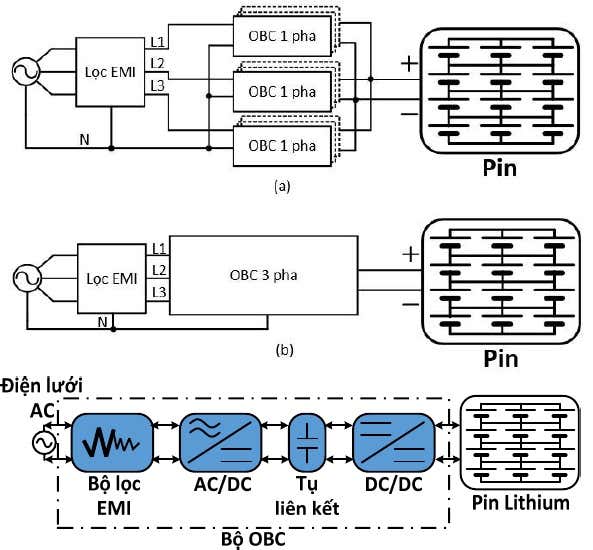 L1
OBC 1 pha
Lọc EMI
L2
OBC 1 pha
L3
+
−
N
OBC 1 pha
Pin
(a)
L1
Lọc EMI
L2
OBC 3 pha
L3
+
−
N
Pin
(b)
Điện lưới
AC
Bộ lọc
EMI
AC/DC
Tụ
liên kết
DC/DC
Pin Lithium
Bộ OBC